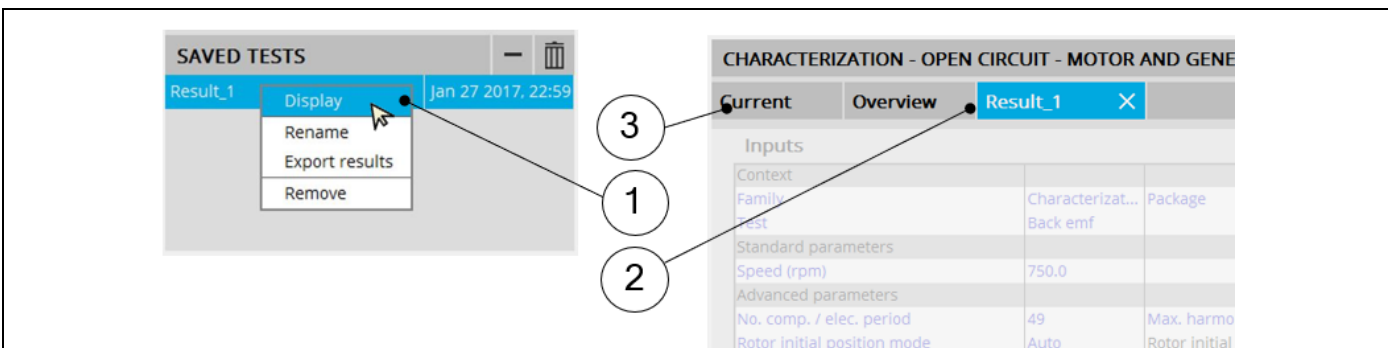 SAVED TESTS
Result_1 Jan 27 2017, 22:59
Display
Rename
Export results
Remove
1
2
3
CHARACTERIZATION - OPEN CIRCUIT - MOTOR AND GENE
Current Overview Result_1
Inputs
Context
Family Characterizat... Package
Test Back emf
Standard parameters
Speed (rpm) 750.0
Advanced parameters
No. comp. / elec. period 49 Max. harmo
Rotor initial position mode Auto Rotor initial